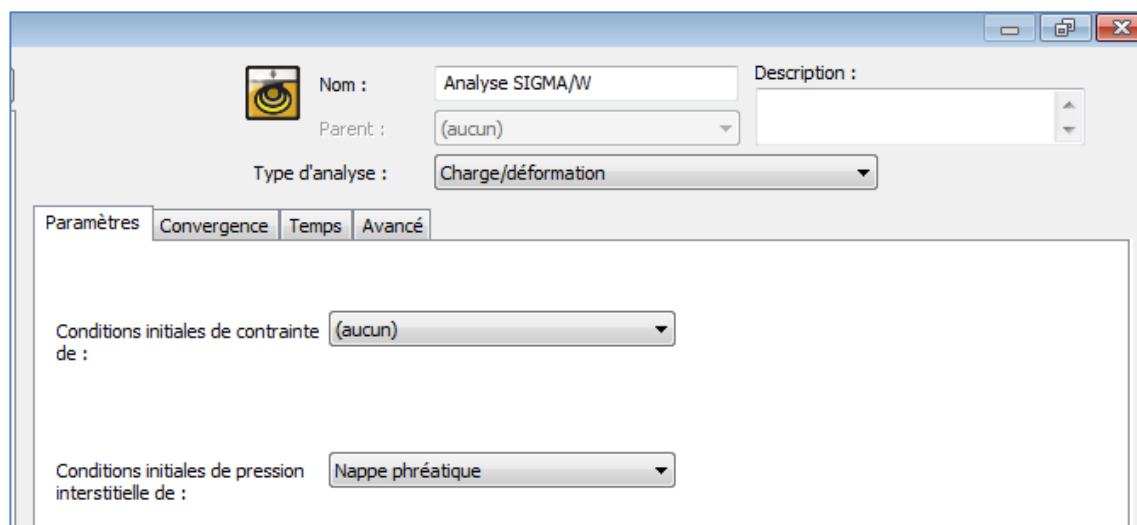 Nom :
Analyse SIGMA/W
Description :
Parent :
(aucun)
Type d'analyse :
Charge/déformation
Paramètres
Convergence
Temps
Avancé
Conditions initiales de contrainte
de :
(aucun)
Conditions initiales de pression
interstitielle de :
Nappe phréatique